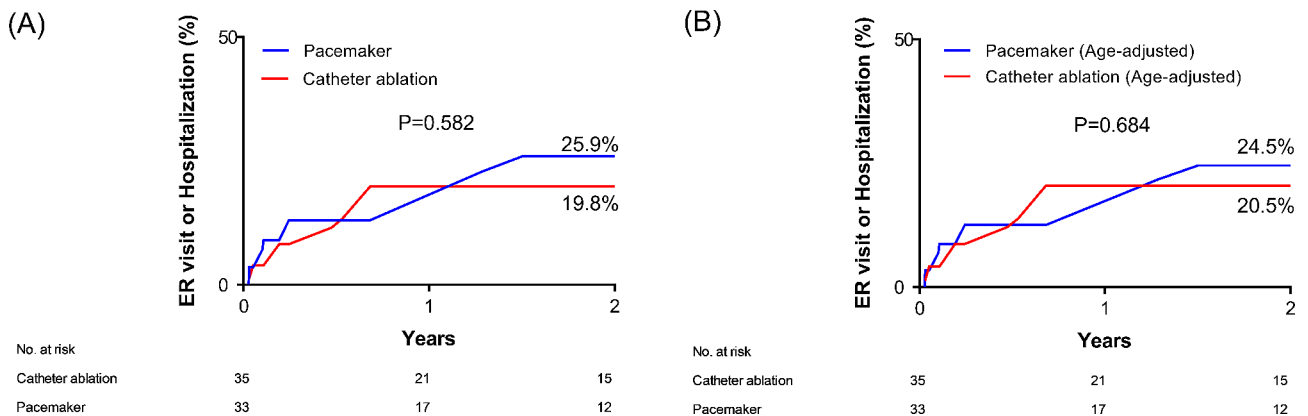 (A)
ER visit or Hospitalization (%)
50
0
Pacemaker
Catheter ablation
P=0.582
25.9%
19.8%
0 1 2
Years
No. at risk
Catheter ablation 35 21 15
Pacemaker 33 17 12
(B)
ER visit or Hospitalization (%)
50
0
Pacemaker (Age-adjusted)
Catheter ablation (Age-adjusted)
P=0.684
24.5%
20.5%
0 1 2
Years
No. at risk
Catheter ablation 35 21 15
Pacemaker 33 17 12